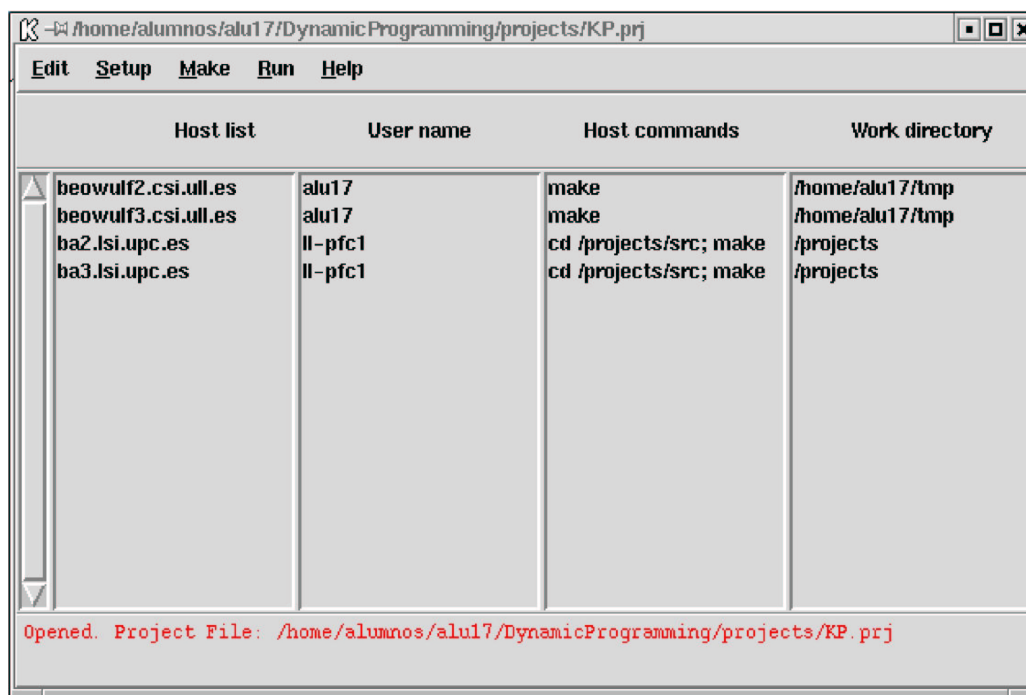 /home/alumnos/alu17/DynamicProgramming/projects/KP.prj
Edit Setup Make Run Help
Host list User name Host commands Work directory
beowulf2.csi.ull.es alu17 make /home/alu17/tmp
beowulf3.csi.ull.es alu17 make /home/alu17/tmp
ba2.lsi.upc.es ll-pfc1 cd /projects/src; make /projects
ba3.lsi.upc.es ll-pfc1 cd /projects/src; make /projects
Opened. Project File: /home/alumnos/alu17/DynamicProgramming/projects/KP.prj